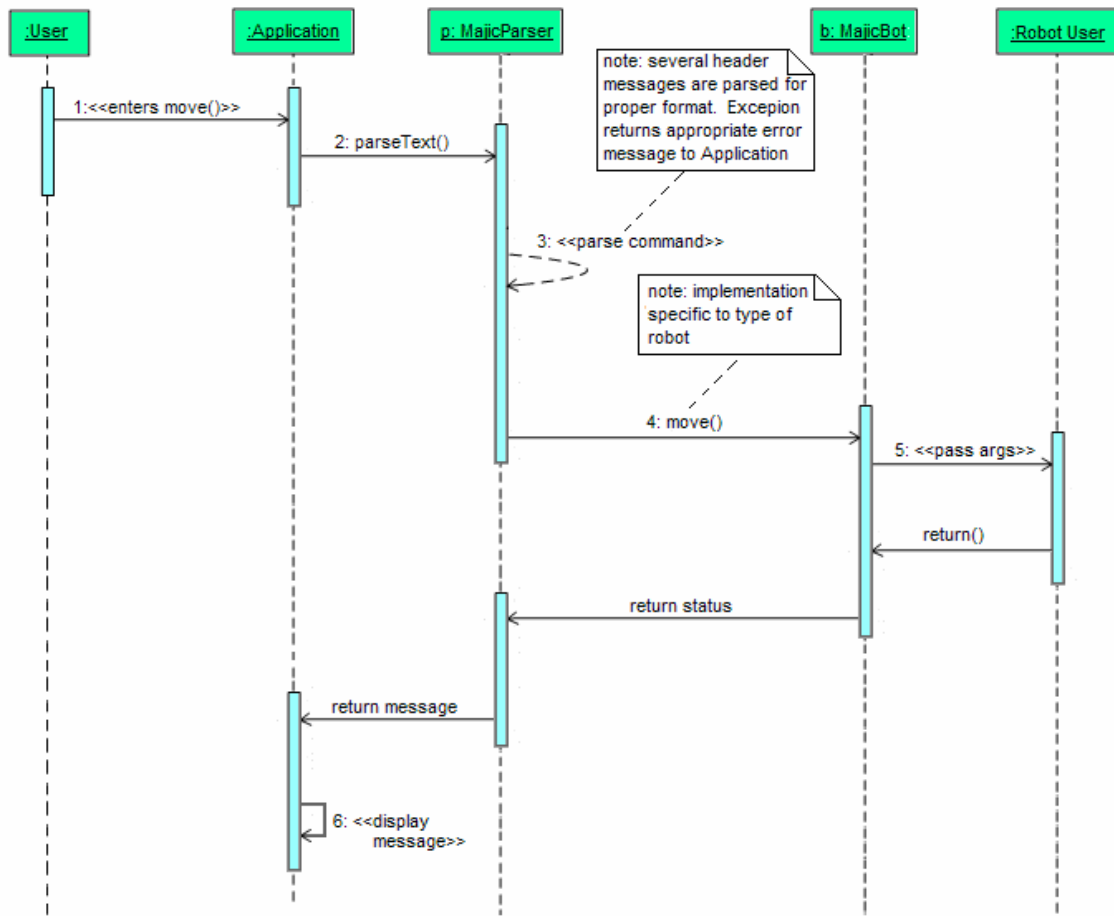 :User
:Application
p: MajicParser
b: MajicBot
:Robot User
note: several header
messages are parsed for
proper format. Excepion
returns appropriate error
message to Application
1:<<enters move()>>
2: parseText()
3: <<parse command>>
note: implementation
specific to type of
robot
4: move()
5: <<pass args>>
return()
return status
return message
6: <<display
message>>